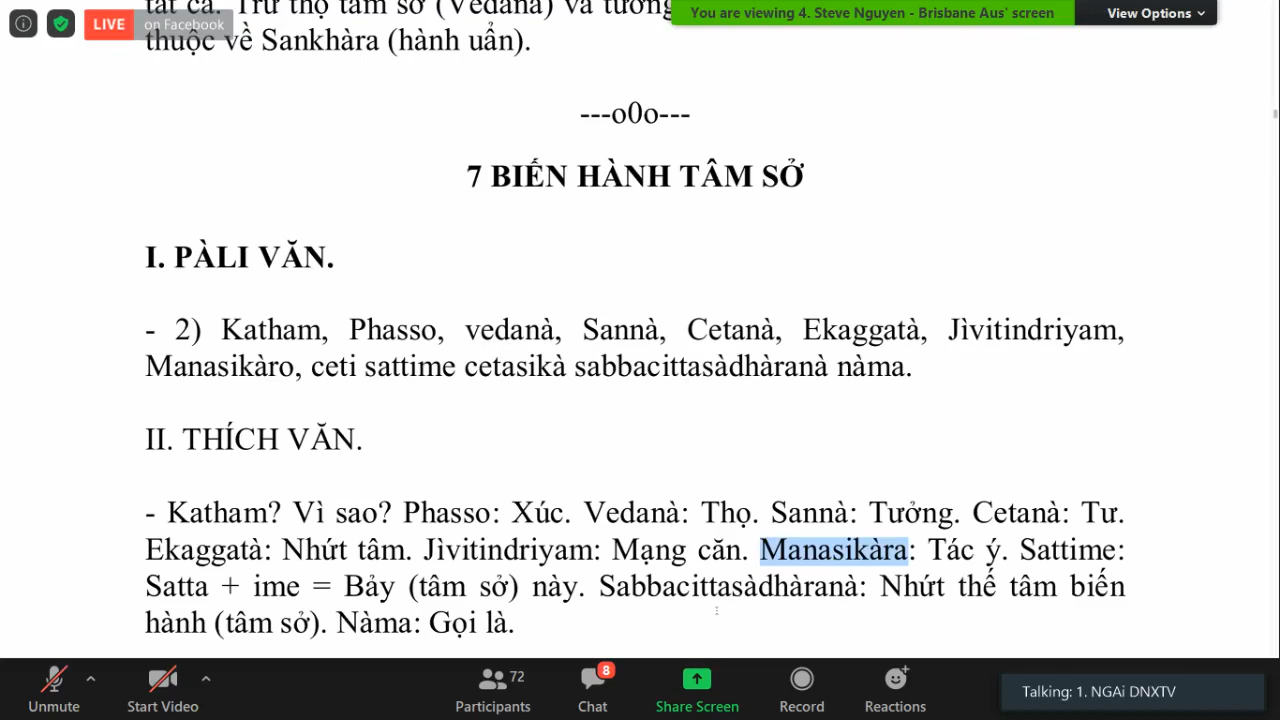 LIVE on Facebook
You are viewing 4. Steve Nguyen - Brisbane Aus' screen
View Options
tất cả. Trừ thọ tâm sở (Vedanà) và tưởng
thuộc về Sankhàra (hành uẩn).
---o0o---
7 BIẾN HÀNH TÂM SỞ
I. PÀLI VĂN.
- 2) Katham, Phasso, vedanà, Sannà, Cetanà, Ekaggatà, Jìvitindriyam,
Manasikàro, ceti sattime cetasikà sabbacittasàdhàranà nàma.
II. THÍCH VĂN.
- Katham? Vì sao? Phasso: Xúc. Vedanà: Thọ. Sannà: Tưởng. Cetanà: Tư.
Ekaggatà: Nhứt tâm. Jìvitindriyam: Mạng căn. Manasikàra: Tác ý. Sattime:
Satta + ime = Bảy (tâm sở) này. Sabbacittasàdhàranà: Nhứt thế tâm biến
hành (tâm sở). Nàma: Gọi là.
72
8
Unmute
Start Video
Participants
Chat
Share Screen
Record
Reactions
Talking: 1. NGAi DNXTV